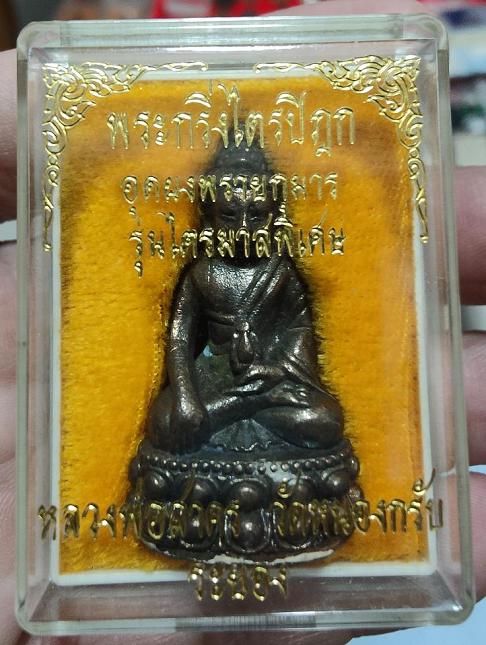 พระกริ่งไตรปิฎก
อุดผงพรายกุมาร
รุ่นไตรมาสพิเศษ
หลวงพ่อสาคร วัดหนองกรับ
ระยอง